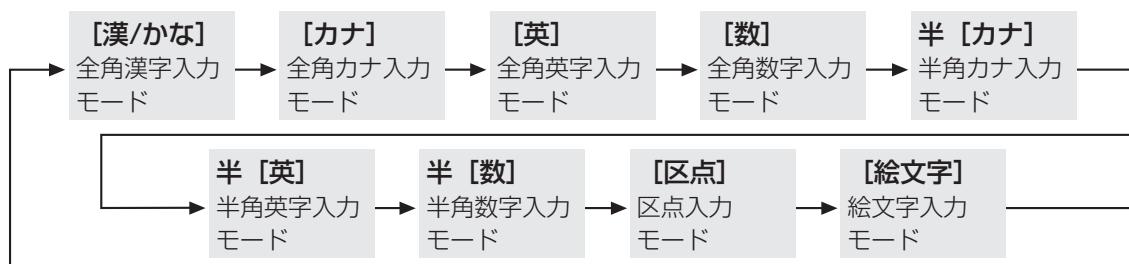 [漢/かな]
全角漢字入力
モード
[カナ]
全角カナ入力
モード
[英]
全角英字入力
モード
[数]
全角数字入力
モード
半 [カナ]
半角カナ入力
モード
半 [英]
半角英字入力
モード
半 [数]
半角数字入力
モード
[区点]
区点入力
モード
[絵文字]
絵文字入力
モード